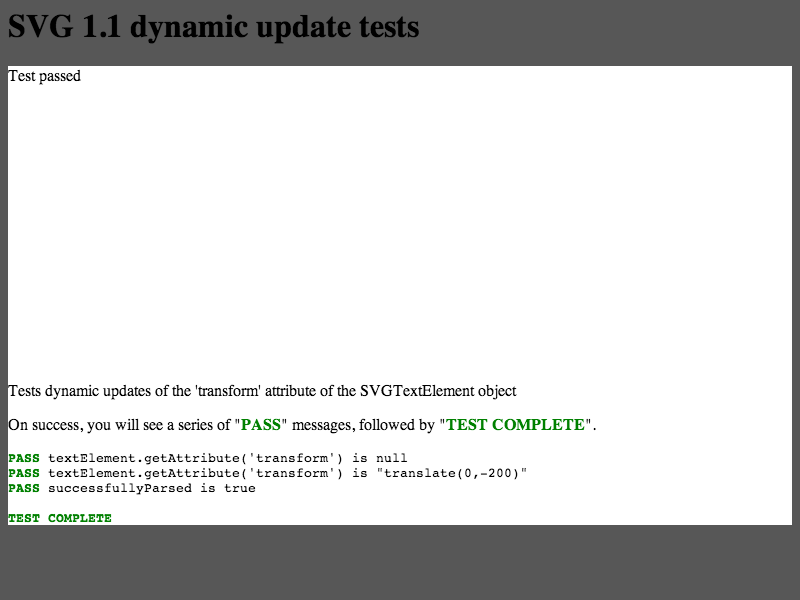 SVG 1.1 dynamic update tests
Test passed
Tests dynamic updates of the 'transform' attribute of the SVGTextElement object
On success, you will see a series of "PASS" messages, followed by "TEST COMPLETE".
PASS textElement.getAttribute('transform') is null
PASS textElement.getAttribute('transform') is "translate(0,-200)"
PASS successfullyParsed is true
TEST COMPLETE